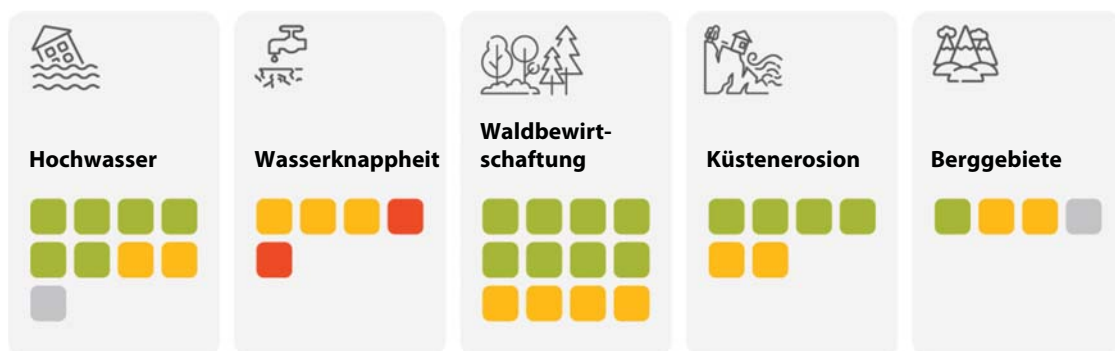 Hochwasser
Wasserknappheit
Waldbewirt-
schaftung
Küstenerosion
Berggebiete